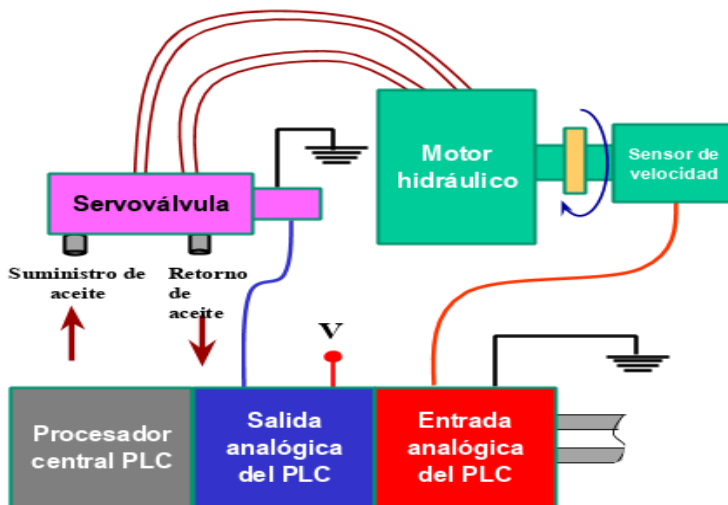 Motor
hidráulico
Sensor de
velocidad
Servoválvula
Suministro de
aceite
Retorno
de
aceite
V
Procesador
central PLC
Salida
analógica
del PLC
Entrada
analógica
del PLC